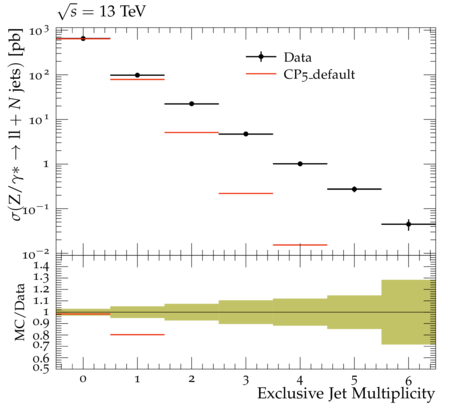 √s = 13 TeV
σ(Z/γ* → ll + N jets) [pb]
10³
10²
10¹
1
10⁻¹
10⁻²
Data
CP5_default
MC/Data
1.4
1.3
1.2
1.1
1
0.9
0.8
0.7
0.6
0.5
0 1 2 3 4 5 6
Exclusive Jet Multiplicity